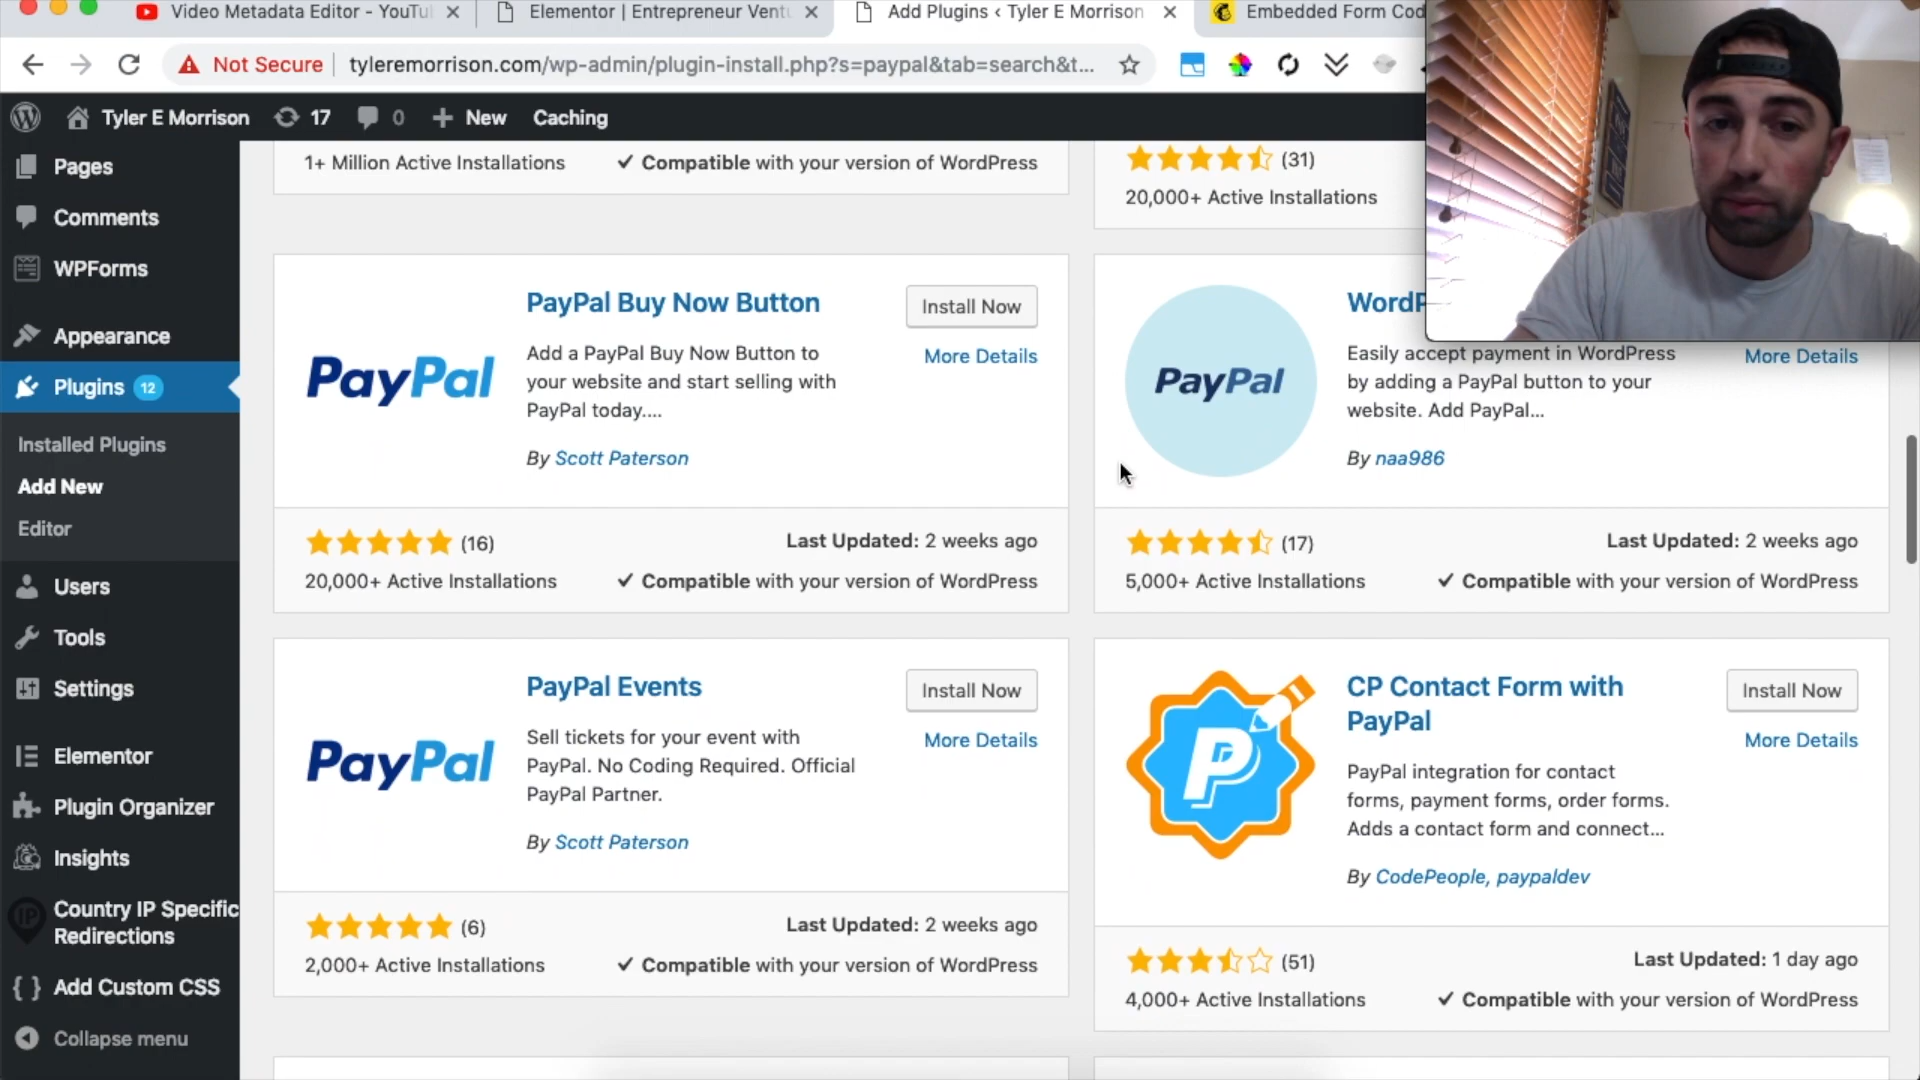 Video Metadata Editor - YouTu
Elementor | Entrepreneur Vent
Add Plugins ‹ Tyler E Morrison
Embedded Form Cod
Not Secure
tyleremorrison.com/wp-admin/plugin-install.php?s=paypal&tab=search&t...
Tyler E Morrison
17
0
New
Caching
Pages
Comments
WPForms
Appearance
Plugins 12
Installed Plugins
Add New
Editor
Users
Tools
Settings
Elementor
Plugin Organizer
Insights
IP
Country IP Specific
Redirections
Add Custom CSS
Collapse menu
1+ Million Active Installations
✓ Compatible with your version of WordPress
(31)
20,000+ Active Installations
PayPal
PayPal Buy Now Button
Install Now
More Details
Add a PayPal Buy Now Button to
your website and start selling with
PayPal today....
By Scott Paterson
(16)
Last Updated: 2 weeks ago
20,000+ Active Installations
✓ Compatible with your version of WordPress
PayPal
WordP
More Details
Easily accept payment in WordPress
by adding a PayPal button to your
website. Add PayPal...
By naa986
(17)
Last Updated: 2 weeks ago
5,000+ Active Installations
✓ Compatible with your version of WordPress
PayPal
PayPal Events
Install Now
More Details
Sell tickets for your event with
PayPal. No Coding Required. Official
PayPal Partner.
By Scott Paterson
(6)
Last Updated: 2 weeks ago
2,000+ Active Installations
✓ Compatible with your version of WordPress
P
CP Contact Form with
PayPal
Install Now
More Details
PayPal integration for contact
forms, payment forms, order forms.
Adds a contact form and connect...
By CodePeople, paypaldev
(51)
Last Updated: 1 day ago
4,000+ Active Installations
✓ Compatible with your version of WordPress